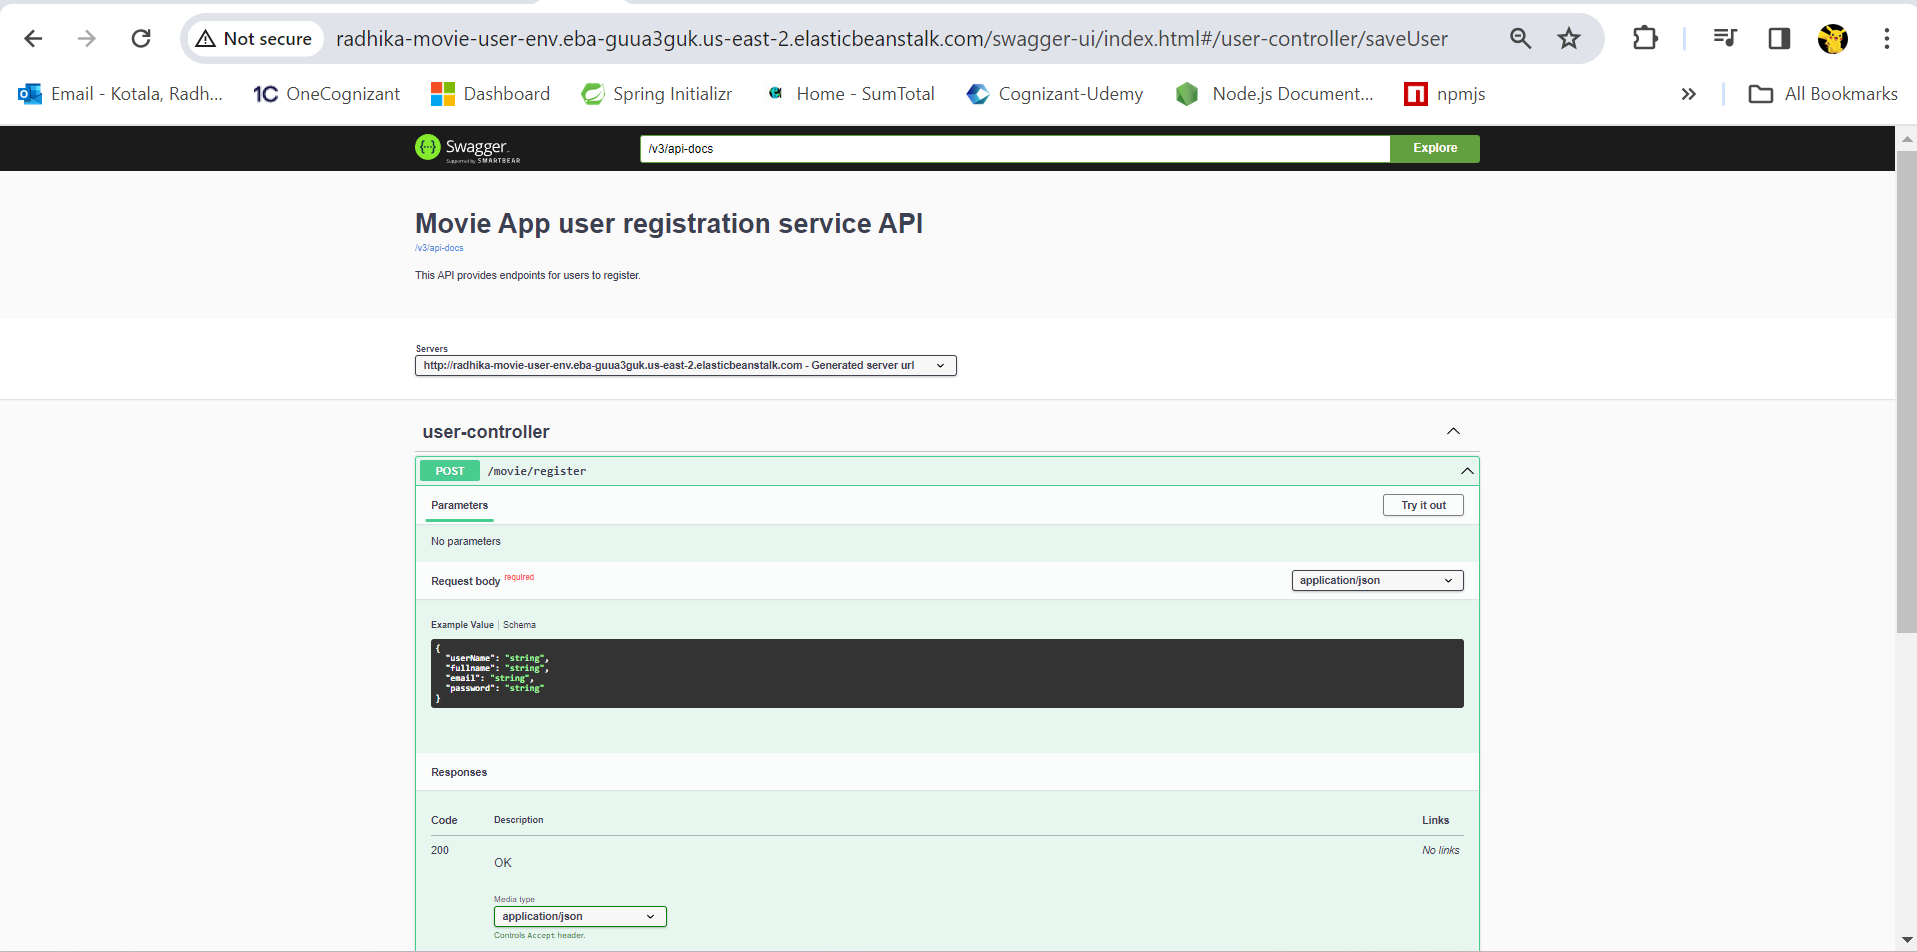 Not secure radhika-movie-user-env.eba-guua3guk.us-east-2.elasticbeanstalk.com/swagger-ui/index.html#/user-controller/saveUser
Email - Kotala, Radh... 1C OneCognizant Dashboard Spring Initializr Home - SumTotal Cognizant-Udemy Node.js Document... npmjs » All Bookmarks
Swagger /v3/api-docs Explore
Supported by SMARTBEAR
Movie App user registration service API
/v3/api-docs
This API provides endpoints for users to register.
Servers
http://radhika-movie-user-env.eba-guua3guk.us-east-2.elasticbeanstalk.com - Generated server url
user-controller
POST /movie/register
Parameters Try it out
No parameters
Request body required application/json
Example Value | Schema
{
"userName": "string",
"fullname": "string",
"email": "string",
"password": "string"
}
Responses
Code Description Links
200 No links
OK
Media type
application/json
Controls Accept header.